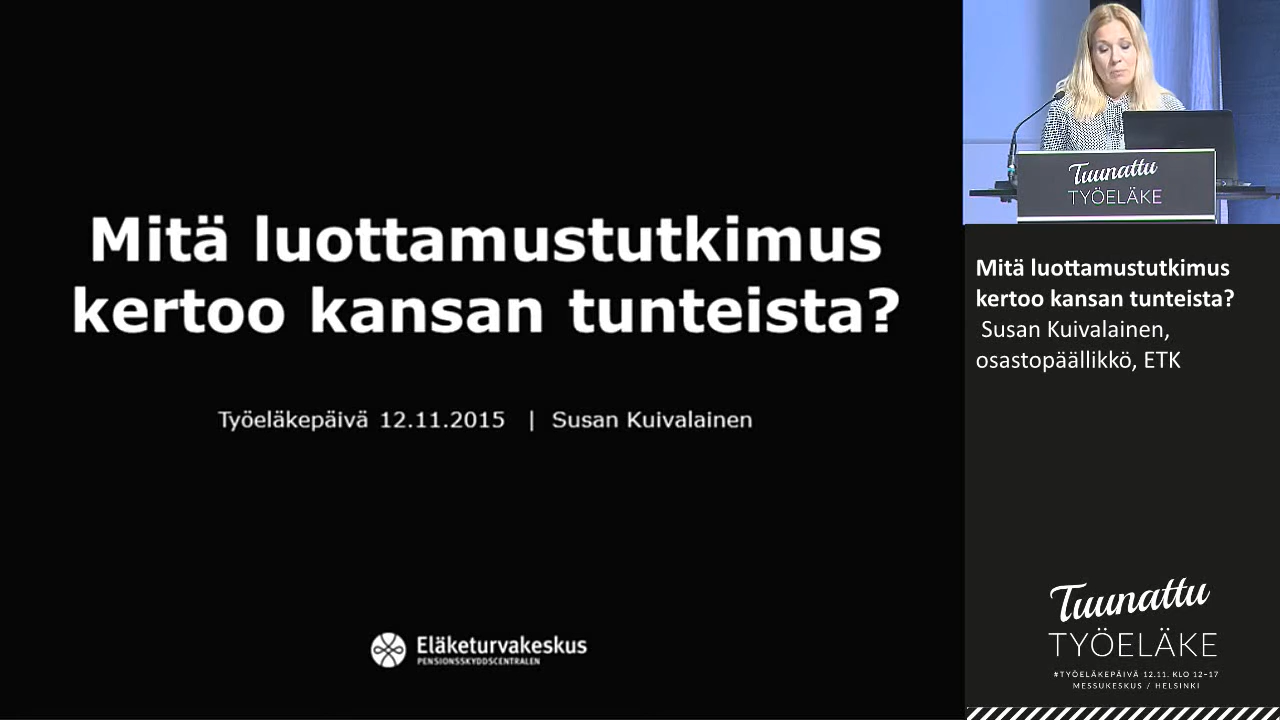 Mitä luottamustutkimus
kertoo kansan tunteista?
Työeläkepäivä 12.11.2015 | Susan Kuivalainen
Eläketurvakeskus
PENSIONSSKYDDSCENTRALEN
Tuunattu
TYÖELÄKE
Mitä luottamustutkimus
kertoo kansan tunteista?
Susan Kuivalainen,
osastopäällikkö, ETK
Tuunattu
TYÖELÄKE
#TYÖELÄKEPÄIVÄ 12.11. KLO 12-17
MESSUKESKUS / HELSINKI